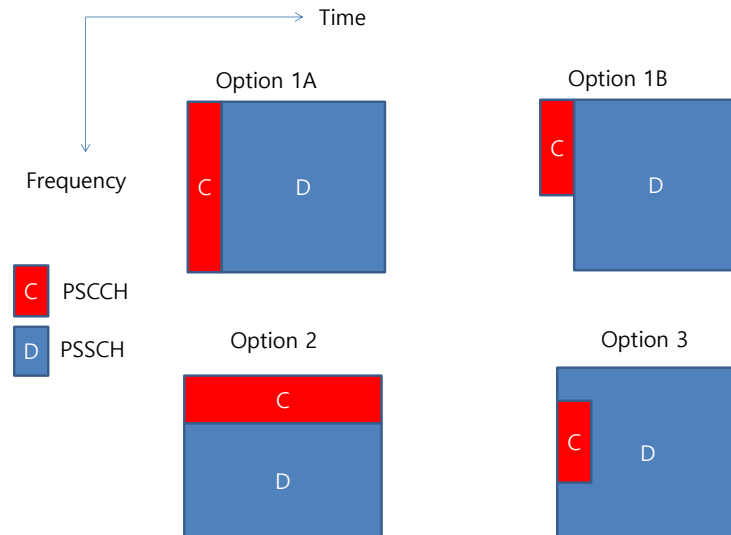 Time
Option 1A
Option 1B
Frequency
C
D
C
D
C
PSCCH
D
PSSCH
Option 2
Option 3
C
D
C
D